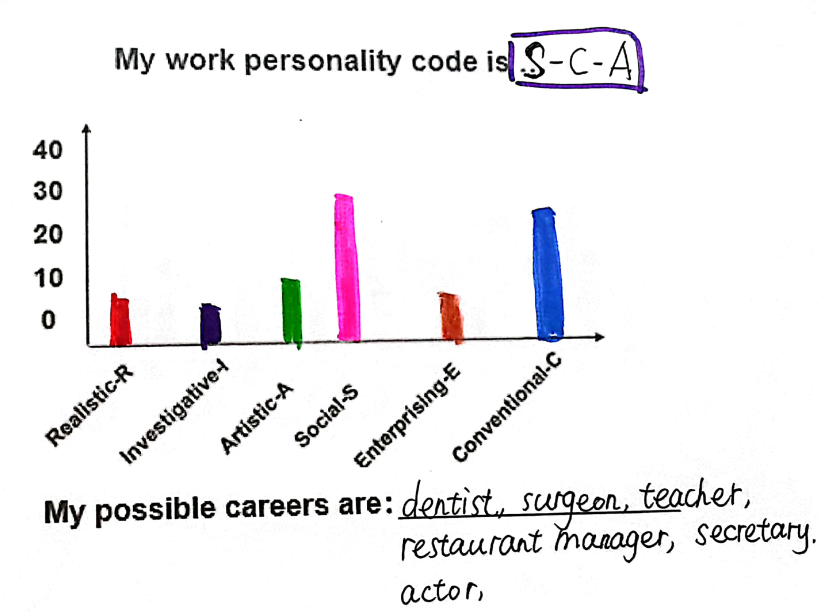 My work personality code is S-C-A
40
30
20
10
0
Realistic-R
Investigative-I
Artistic-A
Social-S
Enterprising-E
Conventional-C
My possible careers are: dentist, surgeon, teacher,
restaurant manager, secretary.
actor,